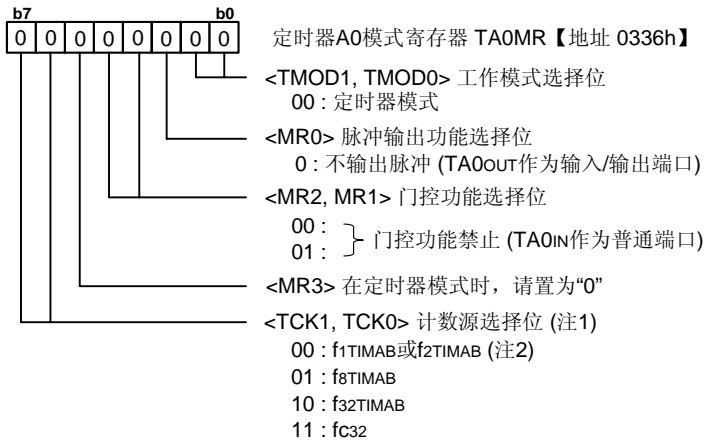 b7 b0
0 0 0 0 0 0 0 0 定时器A0模式寄存器 TA0MR【地址 0336h】
<TMOD1, TMOD0> 工作模式选择位
00 : 定时器模式
<MR0> 脉冲输出功能选择位
0 : 不输出脉冲 (TA0OUT作为输入/输出端口)
<MR2, MR1> 门控功能选择位
00 :
01 :
门控功能禁止 (TA0IN作为普通端口)
<MR3> 在定时器模式时，请置为“0”
<TCK1, TCK0> 计数源选择位 (注1)
00 : f1TIMAB或f2TIMAB (注2)
01 : f8TIMAB
10 : f32TIMAB
11 : fC32